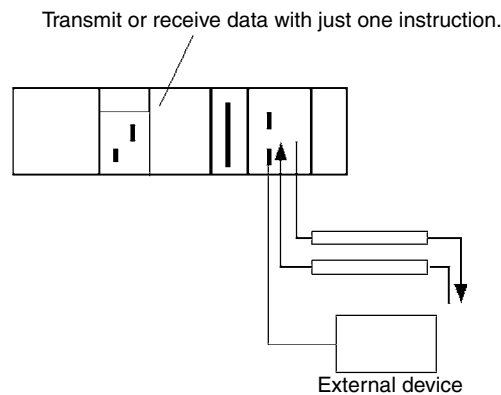 Transmit or receive data with just one instruction.
External device